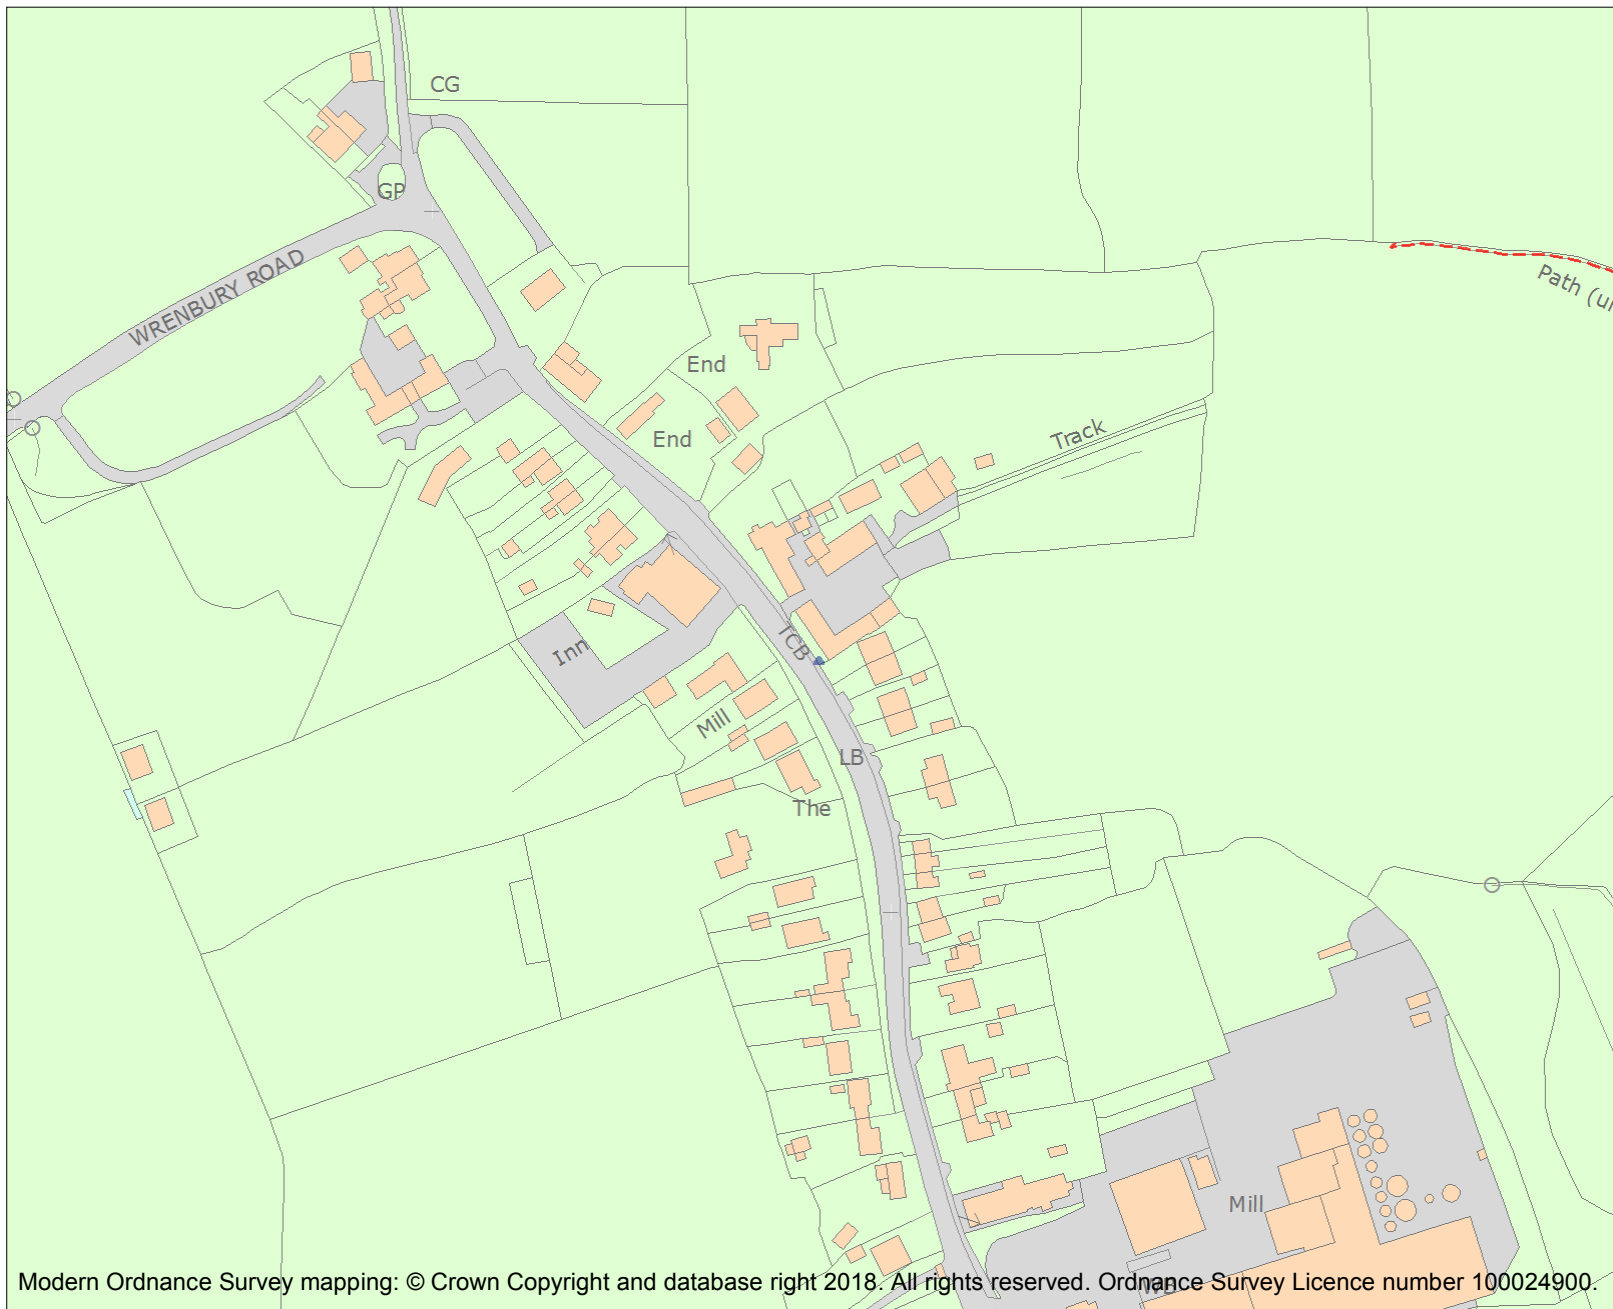 CG
GP
WRENBURY ROAD
Path (u
End
End
Track
TCB
Inn
Mill
LB
The
Mill
WB
Modern Ordnance Survey mapping: © Crown Copyright and database right 2018. All rights reserved. Ordnance Survey Licence number 100024900.